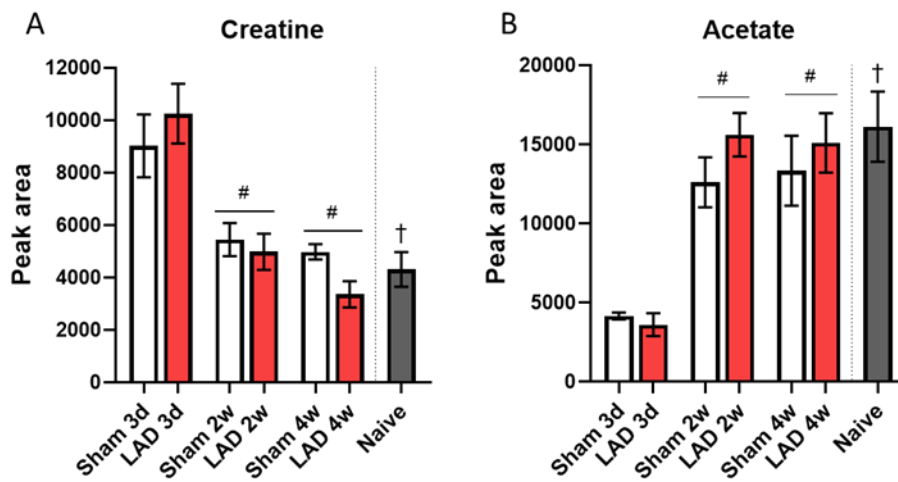 A
Creatine
Peak area
12000
10000
8000
6000
4000
2000
0
#
#
†
Sham 3d
LAD 3d
Sham 2w
LAD 2w
Sham 4w
LAD 4w
Naive
B
Acetate
Peak area
20000
15000
10000
5000
0
#
#
†
Sham 3d
LAD 3d
Sham 2w
LAD 2w
Sham 4w
LAD 4w
Naive